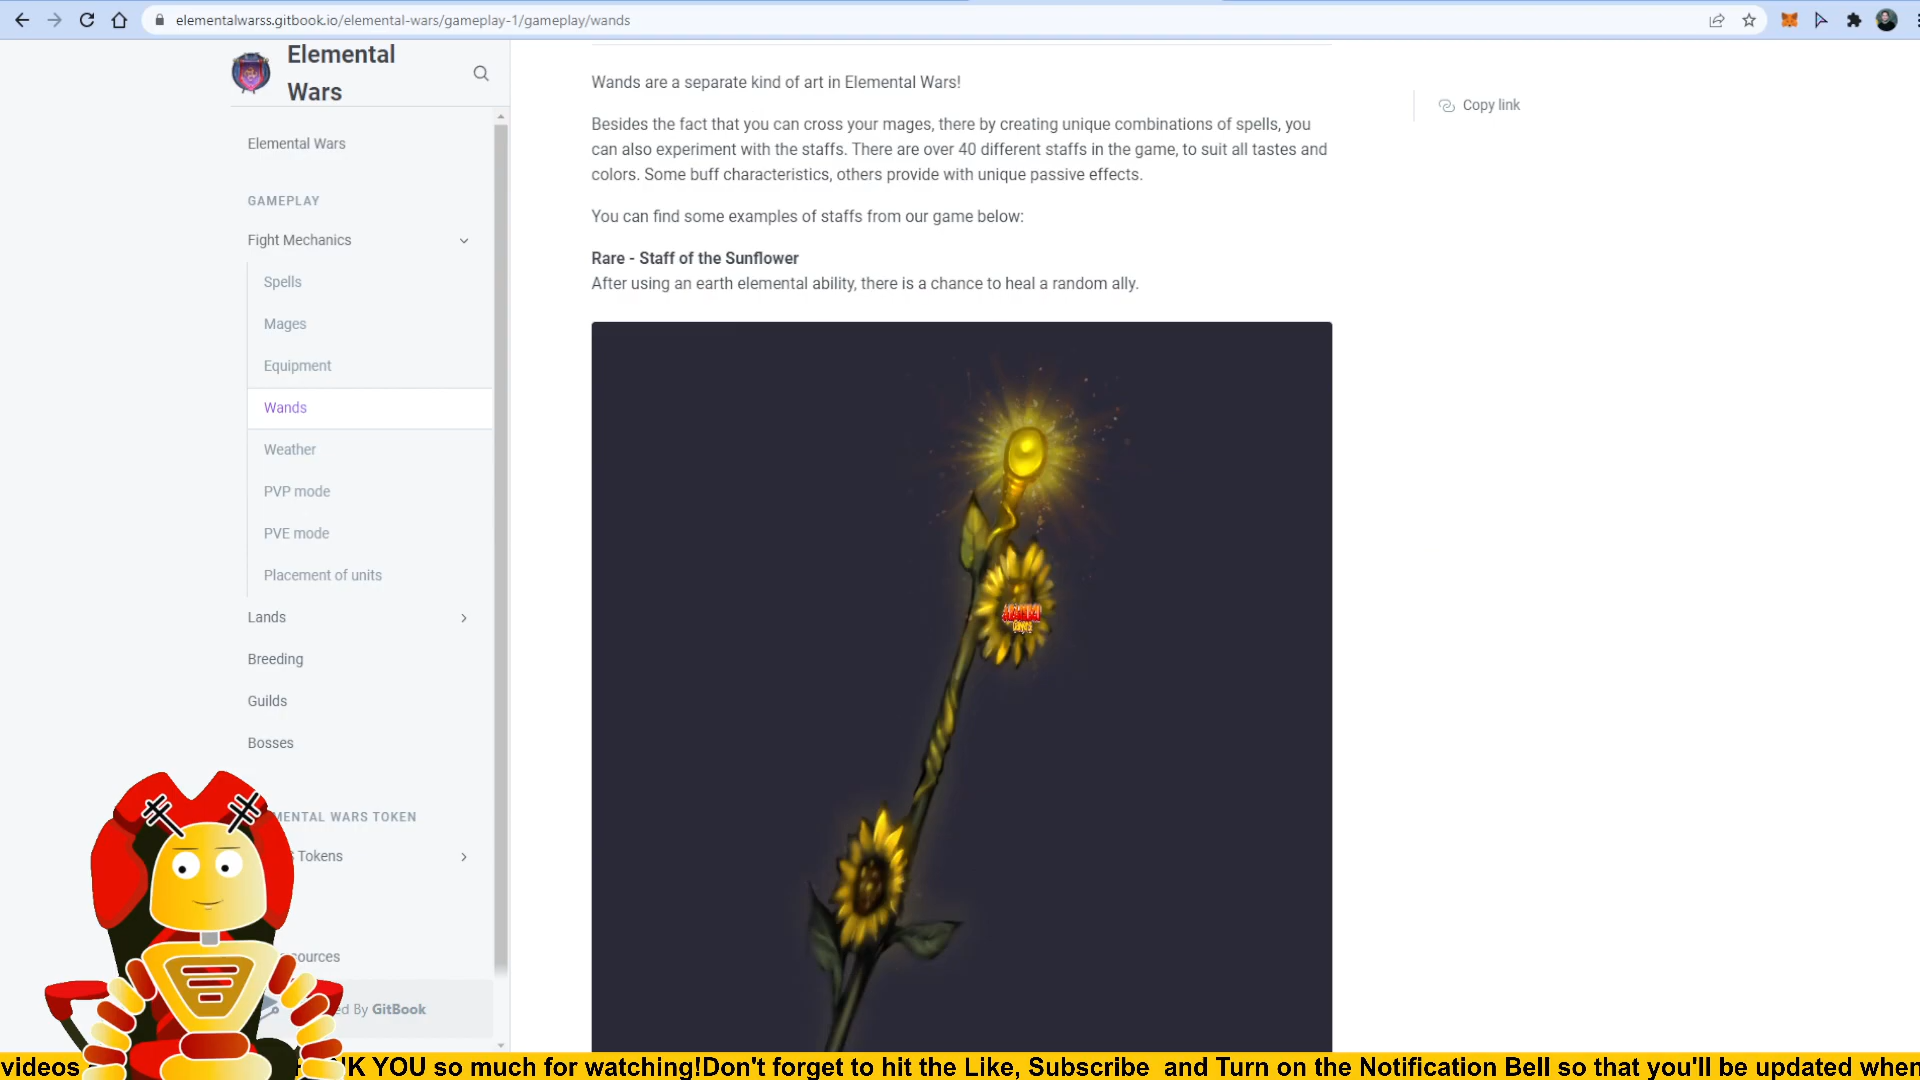 elementalwarss.gitbook.io/elemental-wars/gameplay-1/gameplay/wands
Elemental
Wars
Elemental Wars
GAMEPLAY
Fight Mechanics
Spells
Mages
Equipment
Wands
Weather
PVP mode
PVE mode
Placement of units
Lands
Breeding
Guilds
Bosses
MENTAL WARS TOKEN
Tokens
ources
ed By GitBook
Wands are a separate kind of art in Elemental Wars!
Besides the fact that you can cross your mages, there by creating unique combinations of spells, you
can also experiment with the staffs. There are over 40 different staffs in the game, to suit all tastes and
colors. Some buff characteristics, others provide with unique passive effects.
You can find some examples of staffs from our game below:
Rare - Staff of the Sunflower
After using an earth elemental ability, there is a chance to heal a random ally.
Copy link
videos NK YOU so much for watching!Don't forget to hit the Like, Subscribe and Turn on the Notification Bell so that you'll be updated when